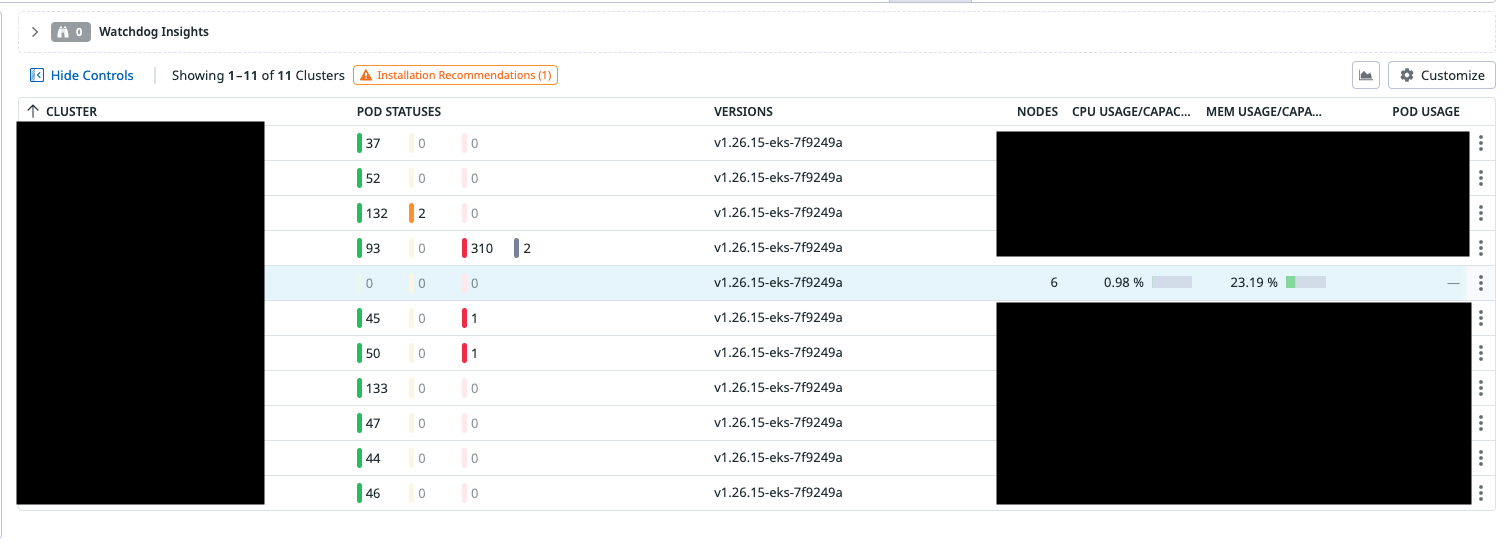 0 Watchdog Insights
Hide Controls Showing 1–11 of 11 Clusters Installation Recommendations (1) Customize
CLUSTER POD STATUSES VERSIONS NODES CPU USAGE/CAPAC... MEM USAGE/CAPA... POD USAGE
37 0 0 v1.26.15-eks-7f9249a
52 0 0 v1.26.15-eks-7f9249a
132 2 0 v1.26.15-eks-7f9249a
93 0 310 2 v1.26.15-eks-7f9249a
0 0 0 v1.26.15-eks-7f9249a 6 0.98 % 23.19 % —
45 0 1 v1.26.15-eks-7f9249a
50 0 1 v1.26.15-eks-7f9249a
133 0 0 v1.26.15-eks-7f9249a
47 0 0 v1.26.15-eks-7f9249a
44 0 0 v1.26.15-eks-7f9249a
46 0 0 v1.26.15-eks-7f9249a